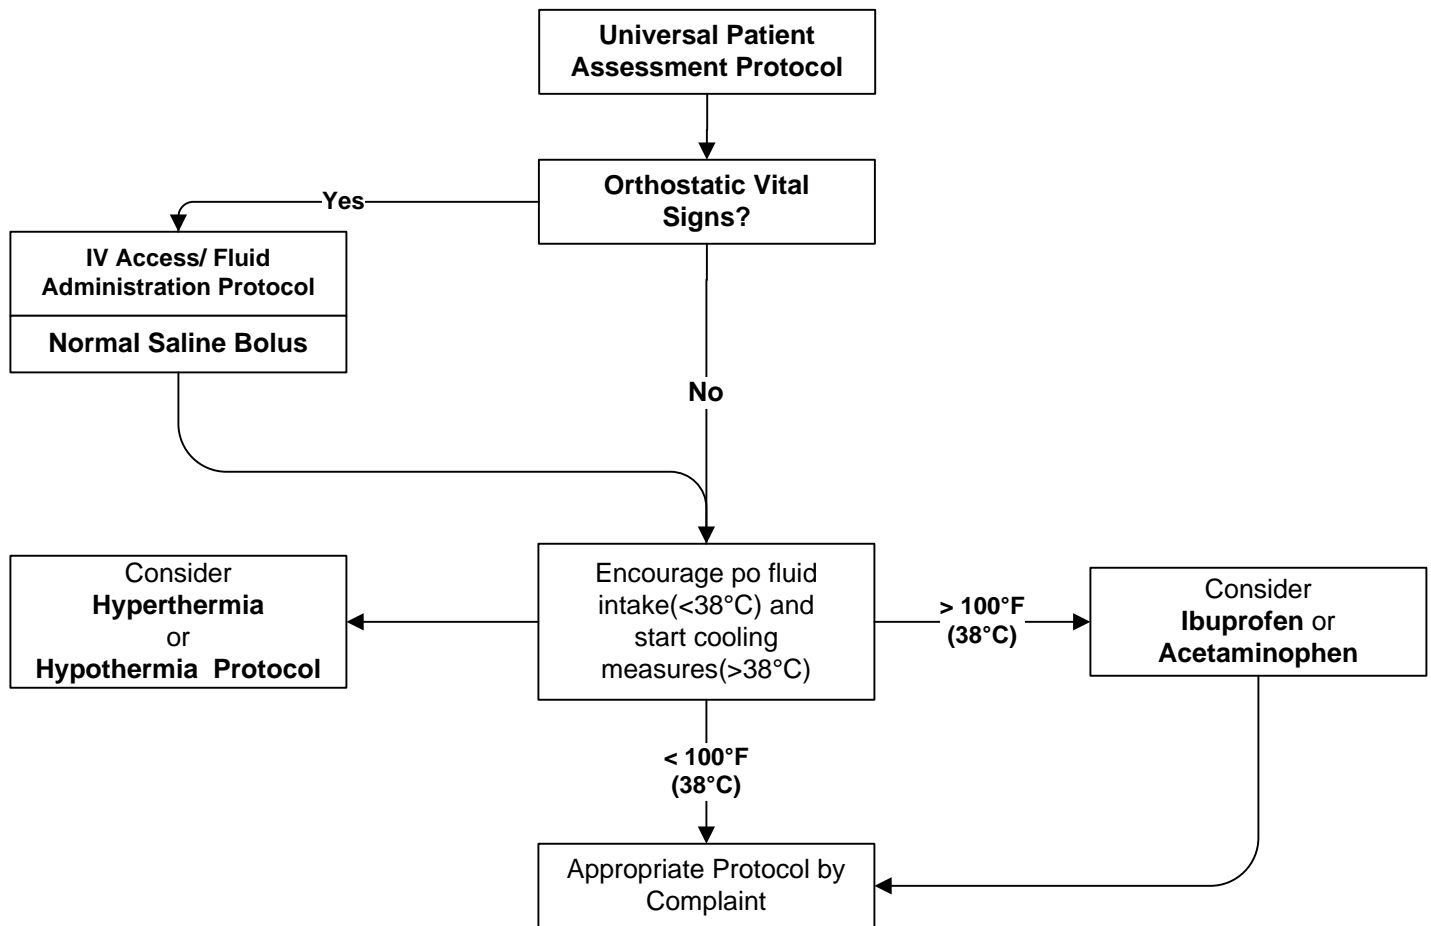 Universal Patient
Assessment Protocol
Orthostatic Vital
Signs?
Yes
IV Access/ Fluid
Administration Protocol
Normal Saline Bolus
No
Consider
Hyperthermia
or
Hypothermia Protocol
Encourage po fluid
intake(<38°C) and
start cooling
measures(>38°C)
> 100°F
(38°C)
Consider
Ibuprofen or
Acetaminophen
< 100°F
(38°C)
Appropriate Protocol by
Complaint